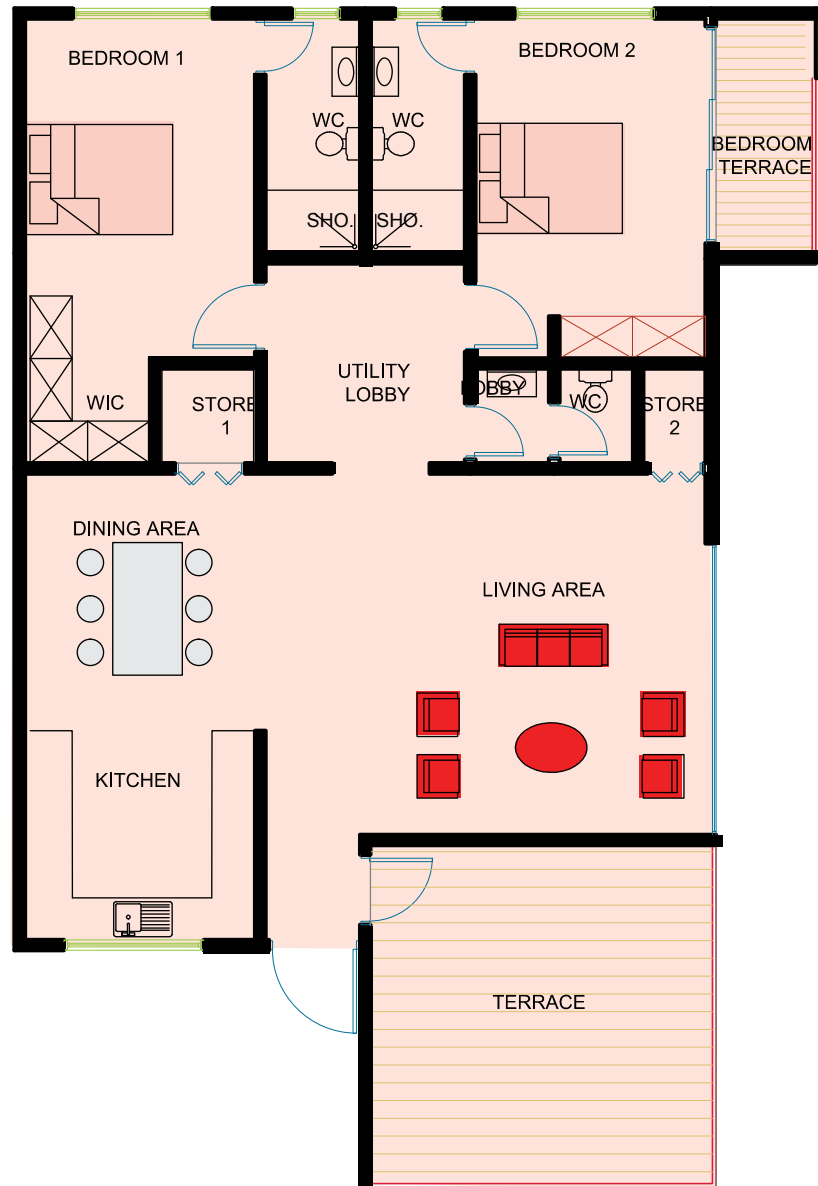 BEDROOM 1
BEDROOM 2
WC
WC
BEDROOM
TERRACE
SHO.
SHO.
UTILITY
LOBBY
LOBBY
WIC
STORE
1
WC
STORE
2
DINING AREA
LIVING AREA
KITCHEN
TERRACE